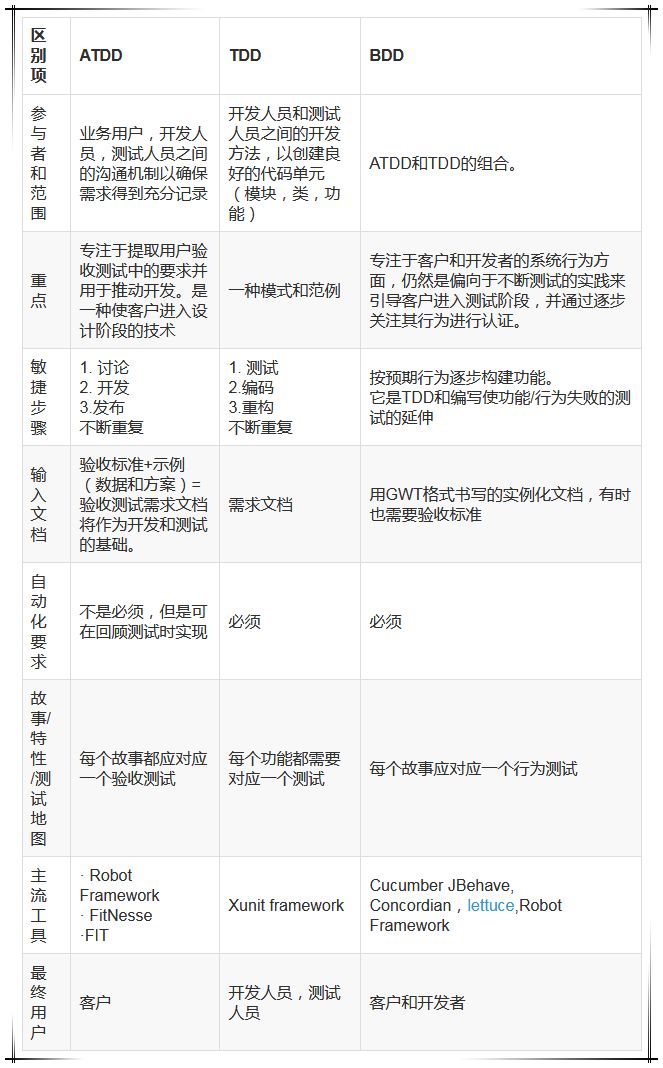 区
别
项
ATDD
TDD
BDD
参
与
者
和
范
围
业务用户，开发人
员，测试人员之间
的沟通机制以确保
需求得到充分记录
开发人员和测试
人员之间的开发
方法，以创建良
好的代码单元
（模块，类，功
能）
ATDD和TDD的组合。
重
点
专注于提取用户验
收测试中的要求并
用于推动开发。是
一种使客户进入设
计阶段的技术
一种模式和范例
专注于客户和开发者的系统行为方
面，仍然是偏向于不断测试的实践来
引导客户进入测试阶段，并通过逐步
关注其行为进行认证。
敏
捷
步
骤
1. 讨论
2. 开发
3.发布
不断重复
1. 测试
2.编码
3.重构
不断重复
按预期行为逐步构建功能。
它是TDD和编写使功能/行为失败的测
试的延伸
输
入
文
档
验收标准+示例
（数据和方案）=
验收测试需求文档
将作为开发和测试
的基础。
需求文档
用GWT格式书写的实例化文档，有时
也需要验收标准
自
动
化
要
求
不是必须，但是可
在回顾测试时实现
必须
必须
故
事/
特
性
/测
试
地
图
每个故事都应对应
一个验收测试
每个功能都需要
对应一个测试
每个故事应对应一个行为测试
主
流
工
具
· Robot
Framework
· FitNesse
·FIT
Xunit framework
Cucumber JBehave,
Concordian，lettuce,Robot
Framework
最
终
用
户
客户
开发人员，测试
人员
客户和开发者